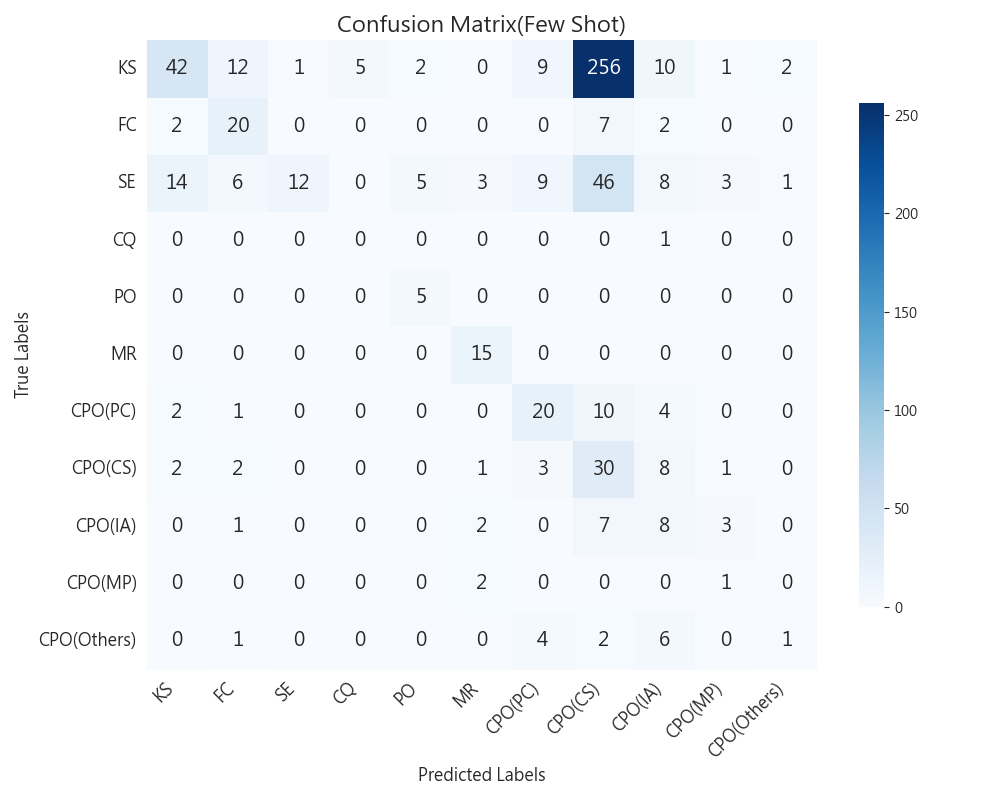 Confusion Matrix(Few Shot)
KS 42 12 1 5 2 0 9 256 10 1 2
FC 2 20 0 0 0 0 0 7 2 0 0
SE 14 6 12 0 5 3 9 46 8 3 1
CQ 0 0 0 0 0 0 0 0 1 0 0
PO 0 0 0 0 5 0 0 0 0 0 0
MR 0 0 0 0 0 15 0 0 0 0 0
CPO(PC) 2 1 0 0 0 0 20 10 4 0 0
CPO(CS) 2 2 0 0 0 1 3 30 8 1 0
CPO(IA) 0 1 0 0 0 2 0 7 8 3 0
CPO(MP) 0 0 0 0 0 2 0 0 0 1 0
CPO(Others) 0 1 0 0 0 0 4 2 6 0 1
KS FC SE CQ PO MR CPO(PC) CPO(CS) CPO(IA) CPO(MP) CPO(Others)
Predicted Labels
True Labels
250
200
150
100
50
0